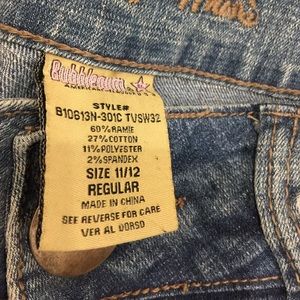 Bubblegum
STYLE#
B10613N-301C TVSW32
60%RAMIE
27%COTTON
11%POLYESTER
2%SPANDEX
SIZE 11/12
REGULAR
MADE IN CHINA
SEE REVERSE FOR CARE
VER AL DORSO